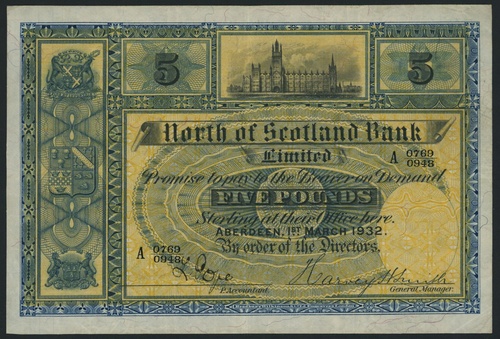 5 5
North of Scotland Bank
Limited
A 0769
0948
Promise to pay to the Bearer on Demand
FIVE POUNDS
Sterling at their Office here.
ABERDEEN, 1ST MARCH 1932.
A 0769
0948
By order of the Directors.
Harvey H Smith
P. Accountant. General Manager.